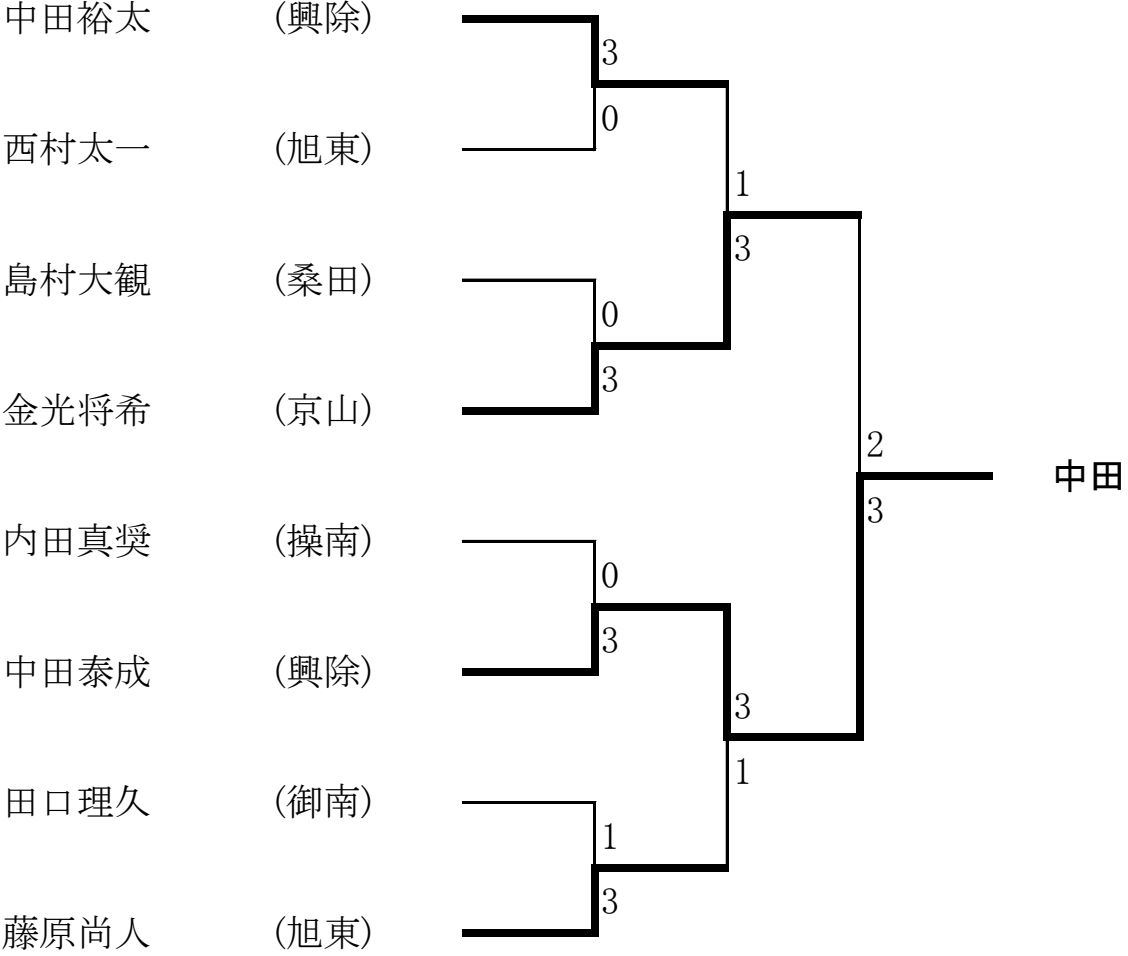 中田裕太 (興除)
3
0
西村太一 (旭東)
1
3
島村大観 (桑田)
0
3
金光将希 (京山)
2
中田
3
内田真奨 (操南)
0
3
中田泰成 (興除)
3
1
田口理久 (御南)
1
3
藤原尚人 (旭東)